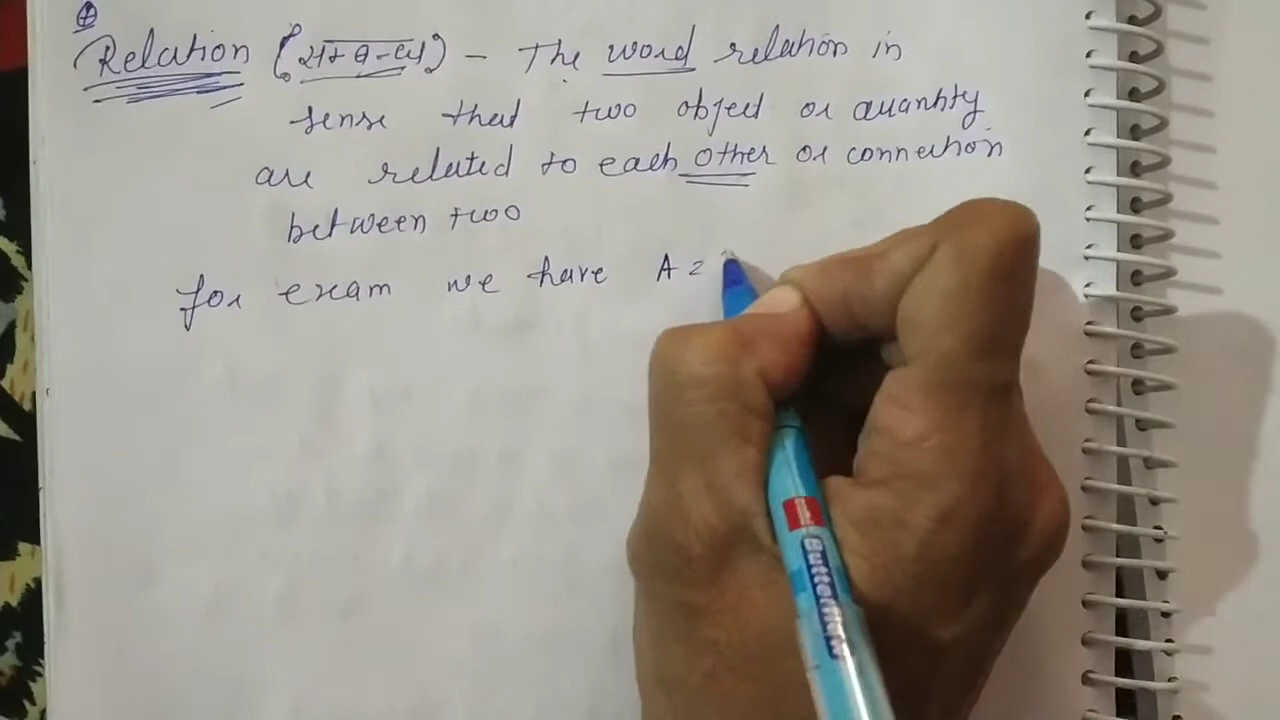 Relation (सम्बन्ध) - The word relation in
sense that two object or quantity
are related to each other or connection
between two
for exam we have A =
Butterflow